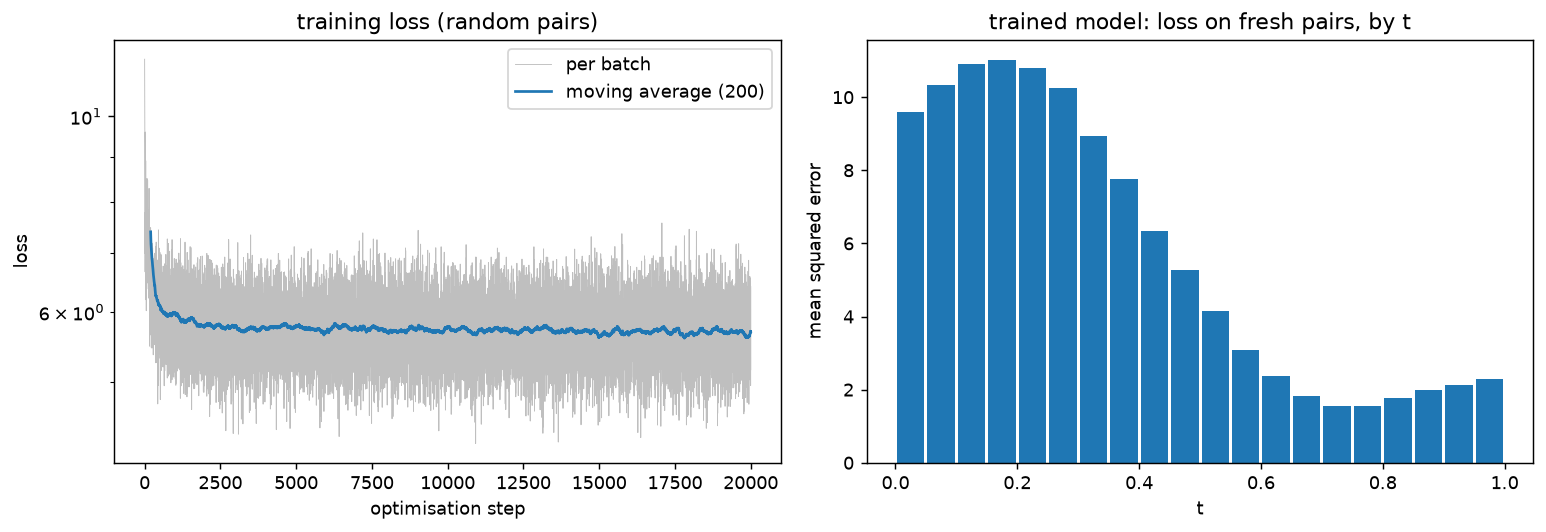 training loss (random pairs)
per batch
moving average (200)
10¹
6 × 10⁰
loss
0 2500 5000 7500 10000 12500 15000 17500 20000
optimisation step
trained model: loss on fresh pairs, by t
10
8
6
4
2
0
mean squared error
0.0 0.2 0.4 0.6 0.8 1.0
t